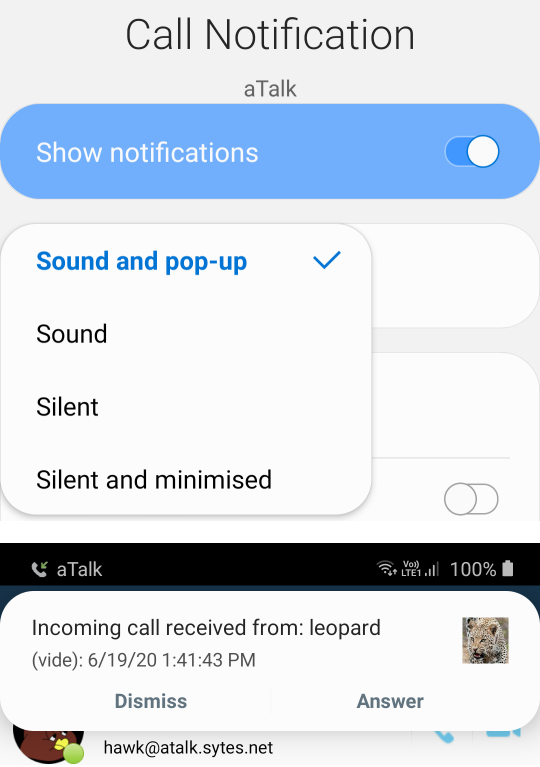 Call Notification
aTalk
Show notifications
Sound and pop-up
Sound
Silent
Silent and minimised
aTalk Vo)) LTE1 100%
Incoming call received from: leopard
(vide): 6/19/20 1:41:43 PM
Dismiss Answer
hawk@atalk.sytes.net